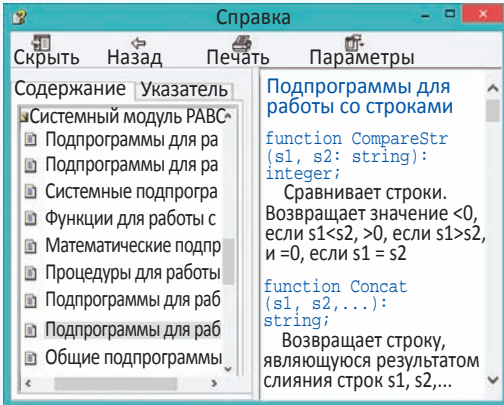 Справка
Скрыть Назад Печать Параметры
Содержание Указатель
Системный модуль PABC
Подпрограммы для ра
Подпрограммы для ра
Системные подпрогра
Функции для работы с
Математические подпр
Процедуры для работы
Подпрограммы для раб
Подпрограммы для раб
Общие подпрограммы
Подпрограммы для
работы со строками
function CompareStr
(s1, s2: string):
integer;
Сравнивает строки.
Возвращает значение <0,
если s1<s2, >0, если s1>s2,
и =0, если s1 = s2
function Concat
(s1, s2,...):
string;
Возвращает строку,
являющуюся результатом
слияния строк s1, s2,...